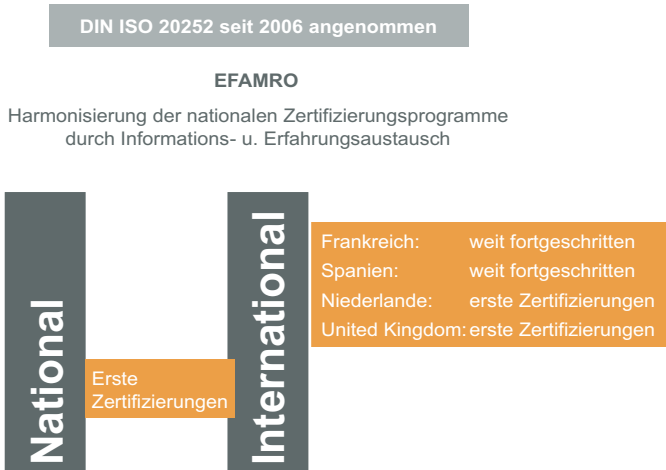 DIN ISO 20252 seit 2006 angenommen
EFAMRO
Harmonisierung der nationalen Zertifizierungsprogramme
durch Informations- u. Erfahrungsaustausch
National
Erste
Zertifizierungen
International
Frankreich: weit fortgeschritten
Spanien: weit fortgeschritten
Niederlande: erste Zertifizierungen
United Kingdom: erste Zertifizierungen